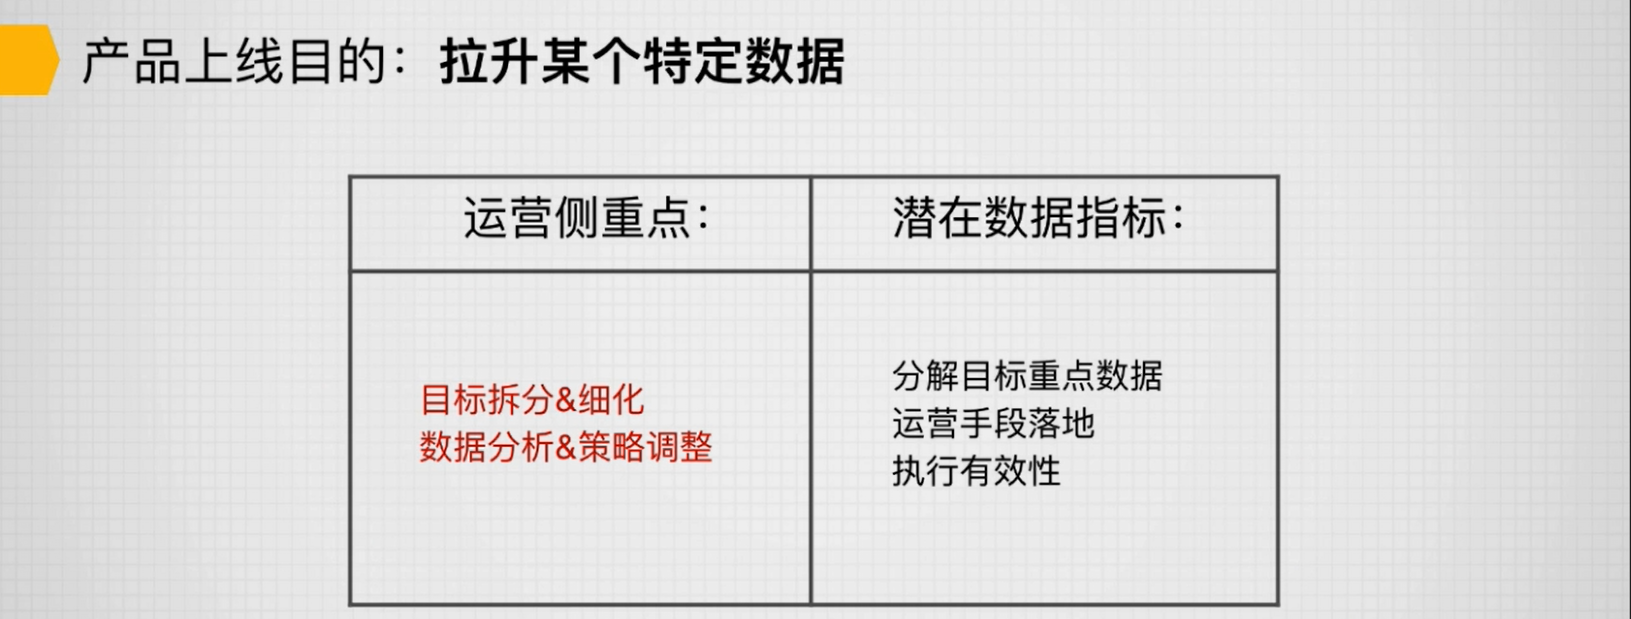 产品上线目的：拉升某个特定数据
运营侧重点：
潜在数据指标：
目标拆分&细化
数据分析&策略调整
分解目标重点数据
运营手段落地
执行有效性